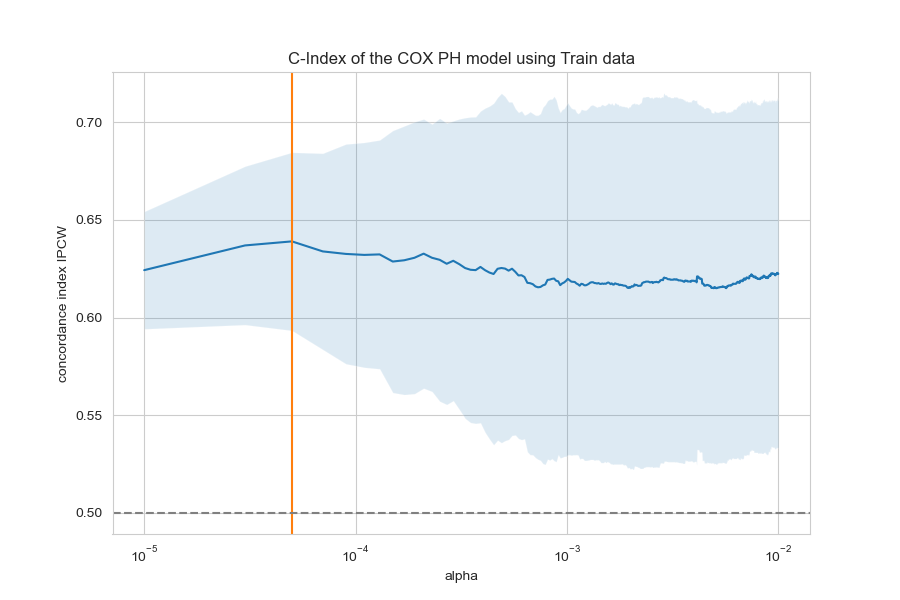 C-Index of the COX PH model using Train data
concordance index IPCW
0.70
0.65
0.60
0.55
0.50
10⁻⁵ 10⁻⁴ 10⁻³ 10⁻²
alpha